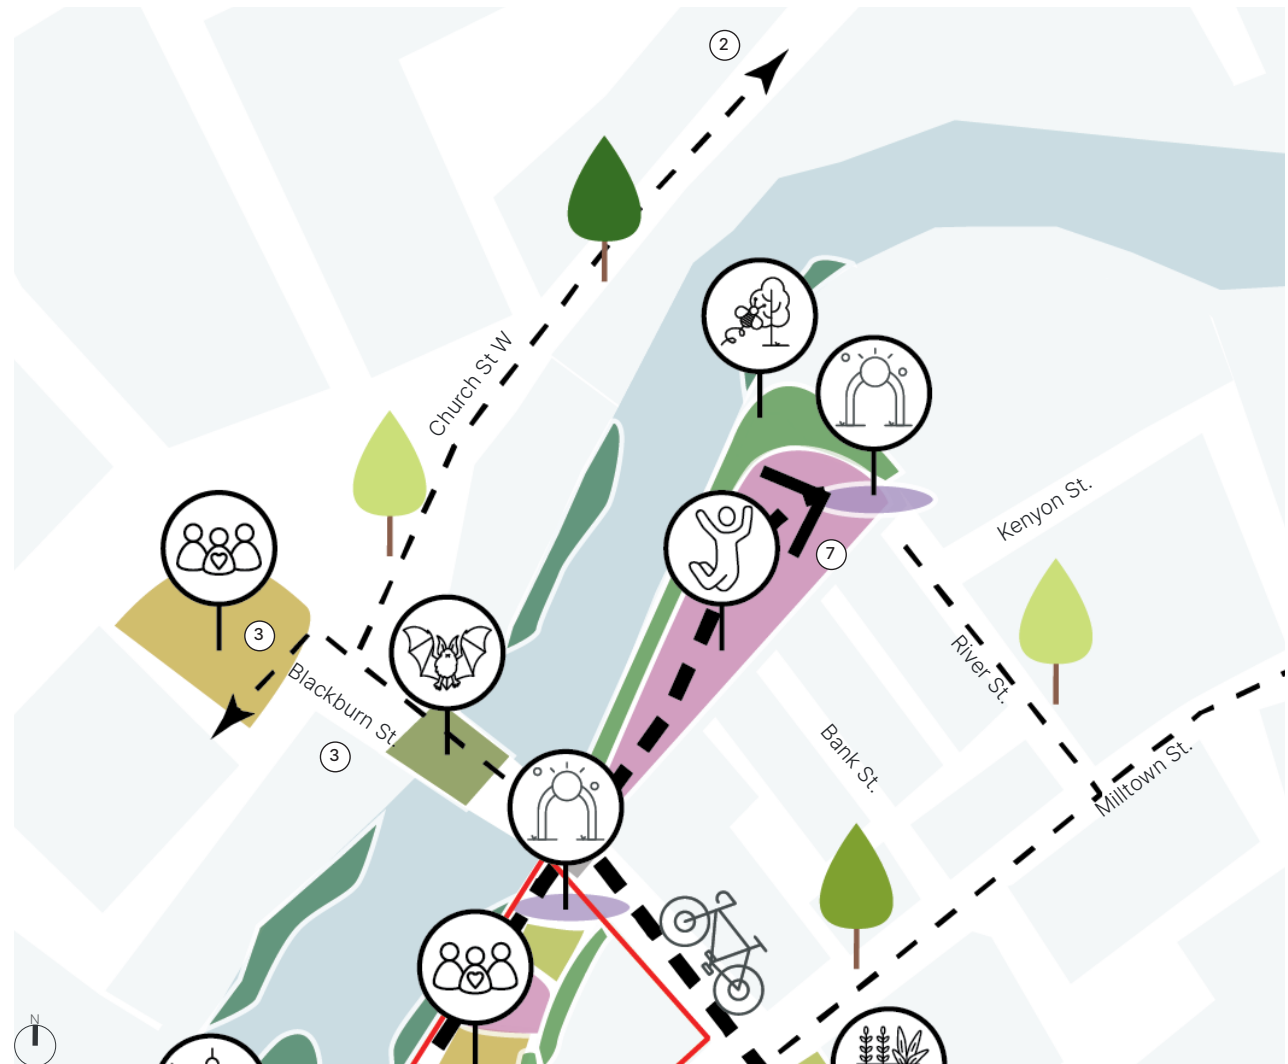 2
Church St W
Kenyon St.
7
3
River St.
Blackburn St.
3
Bank St.
Milltown St.
N